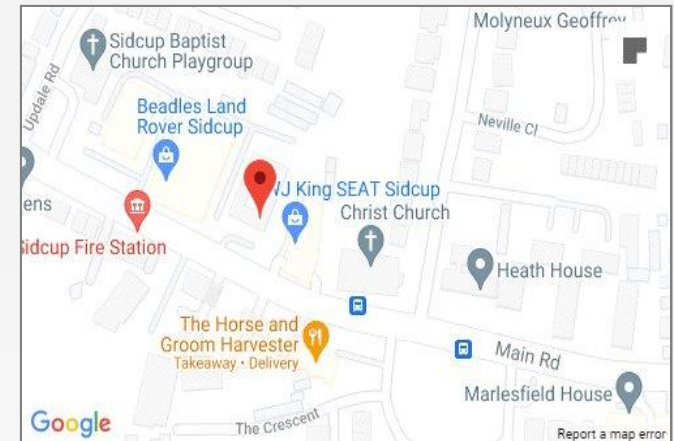 Molyneux Geoffrey
Sidcup Baptist
Church Playgroup
Updale Rd
Beadles Land
Rover Sidcup
Neville Cl
WJ King SEAT Sidcup
ens
Christ Church
Sidcup Fire Station
Heath House
The Horse and
Groom Harvester
Takeaway • Delivery
Main Rd
Marlesfield House
The Crescent
Google
Report a map error